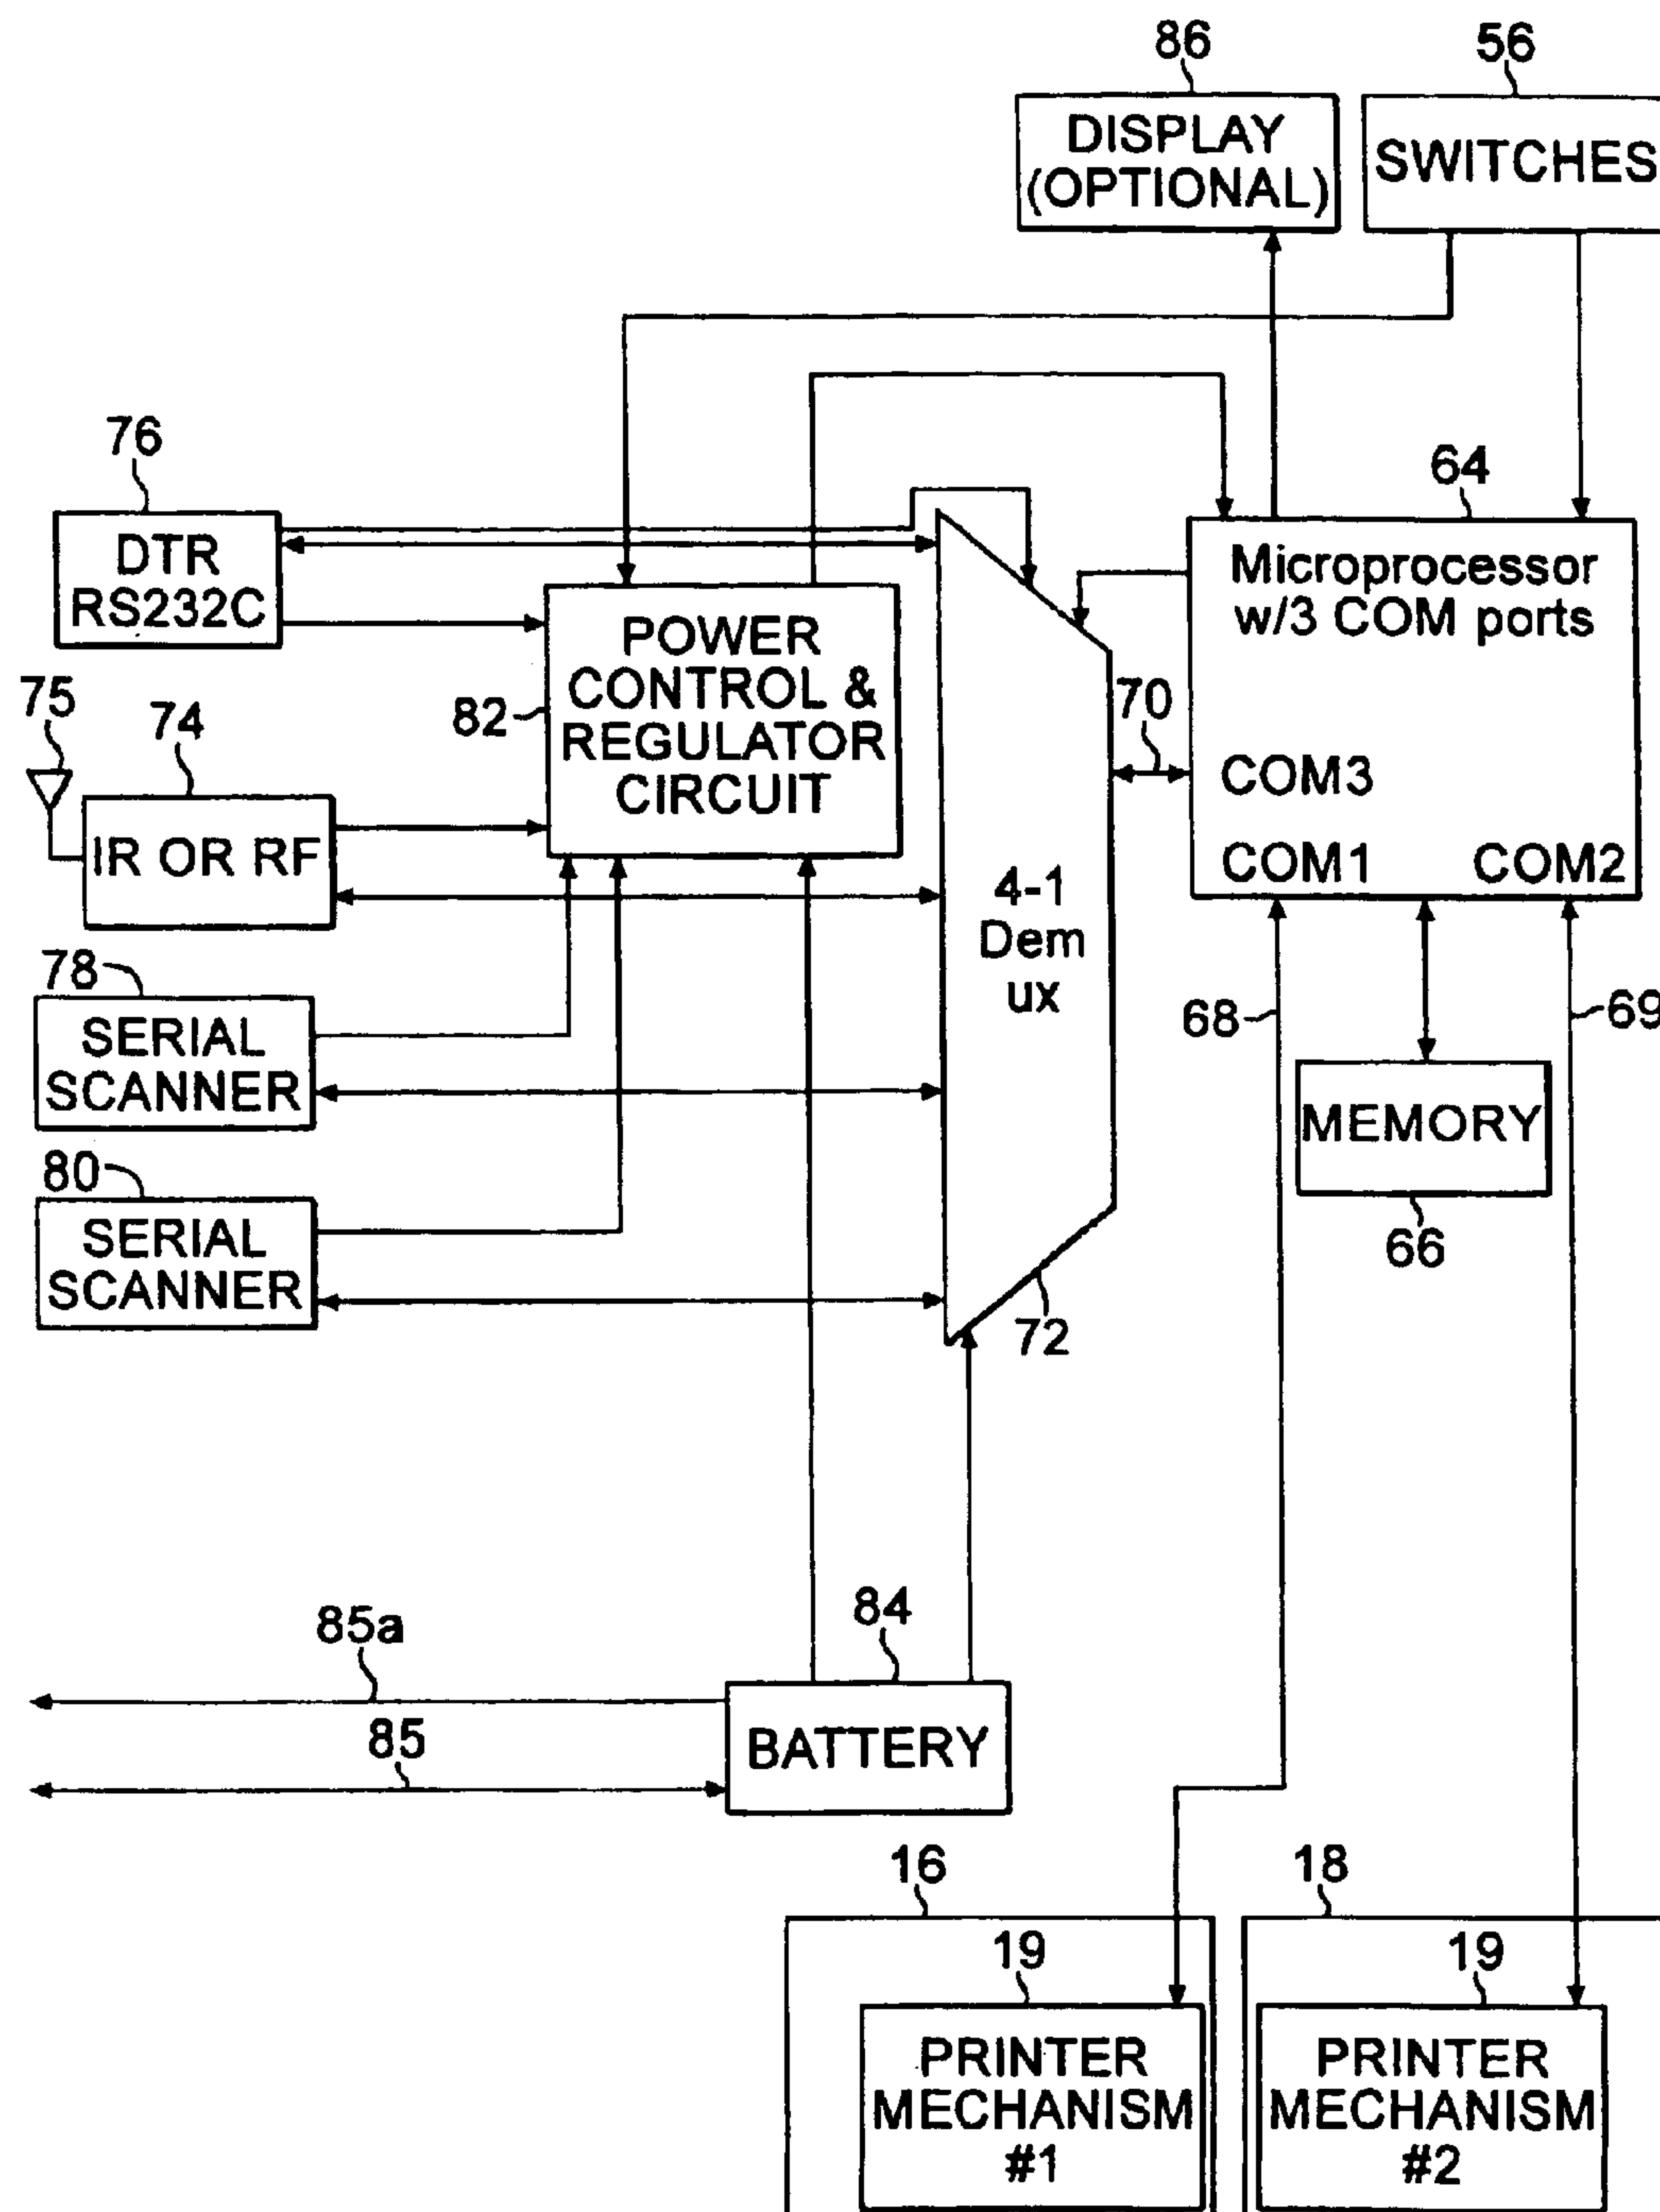 86
56
DISPLAY
(OPTIONAL)
SWITCHES
76
64
DTR
RS232C
Microprocessor
w/3 COM ports
POWER
CONTROL &
REGULATOR
CIRCUIT
82
75
74
70
IR OR RF
COM3
COM1
COM2
4-1
Dem
ux
78
SERIAL
SCANNER
68
69
MEMORY
66
80
SERIAL
SCANNER
72
85a
84
85
BATTERY
16
18
19
19
PRINTER
MECHANISM
#1
PRINTER
MECHANISM
#2